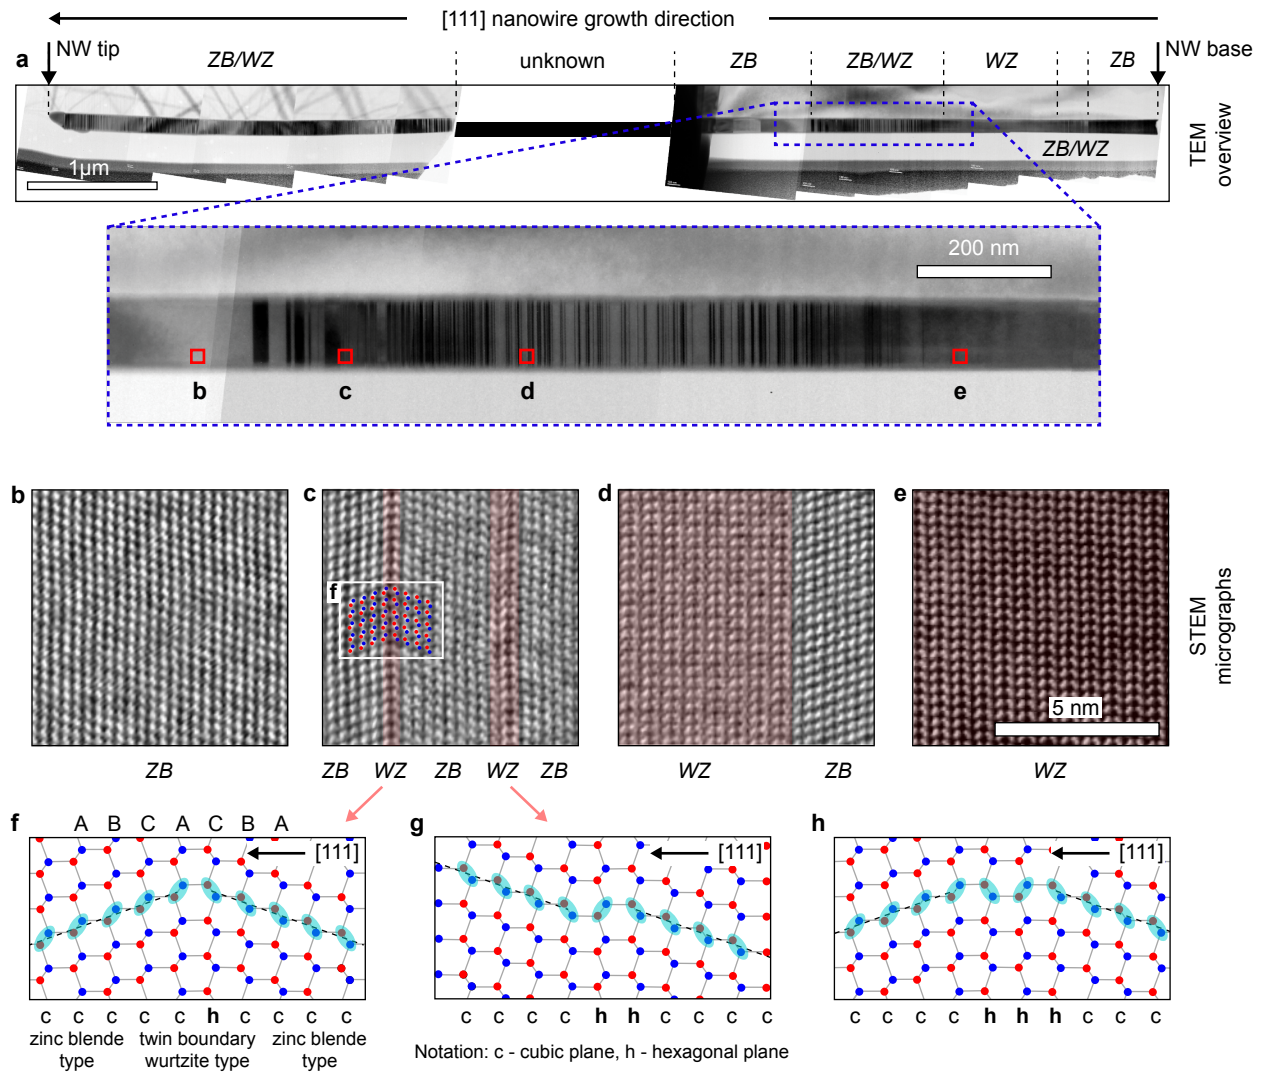 [111] nanowire growth direction
NW tip
NW base
a
ZB/WZ
unknown
ZB
ZB/WZ
WZ
ZB
ZB/WZ
1µm
TEM
overview
200 nm
b
c
d
e
b
c
d
e
f
5 nm
STEM
micrographs
ZB
ZB
WZ
ZB
WZ
ZB
WZ
ZB
WZ
f
A B C A C B A
[111]
c c c c c h c c c c
zinc blende
type
twin boundary
wurtzite type
zinc blende
type
g
[111]
c c c c h h c c c c
Notation: c - cubic plane, h - hexagonal plane
h
[111]
c c c c h h h c c c